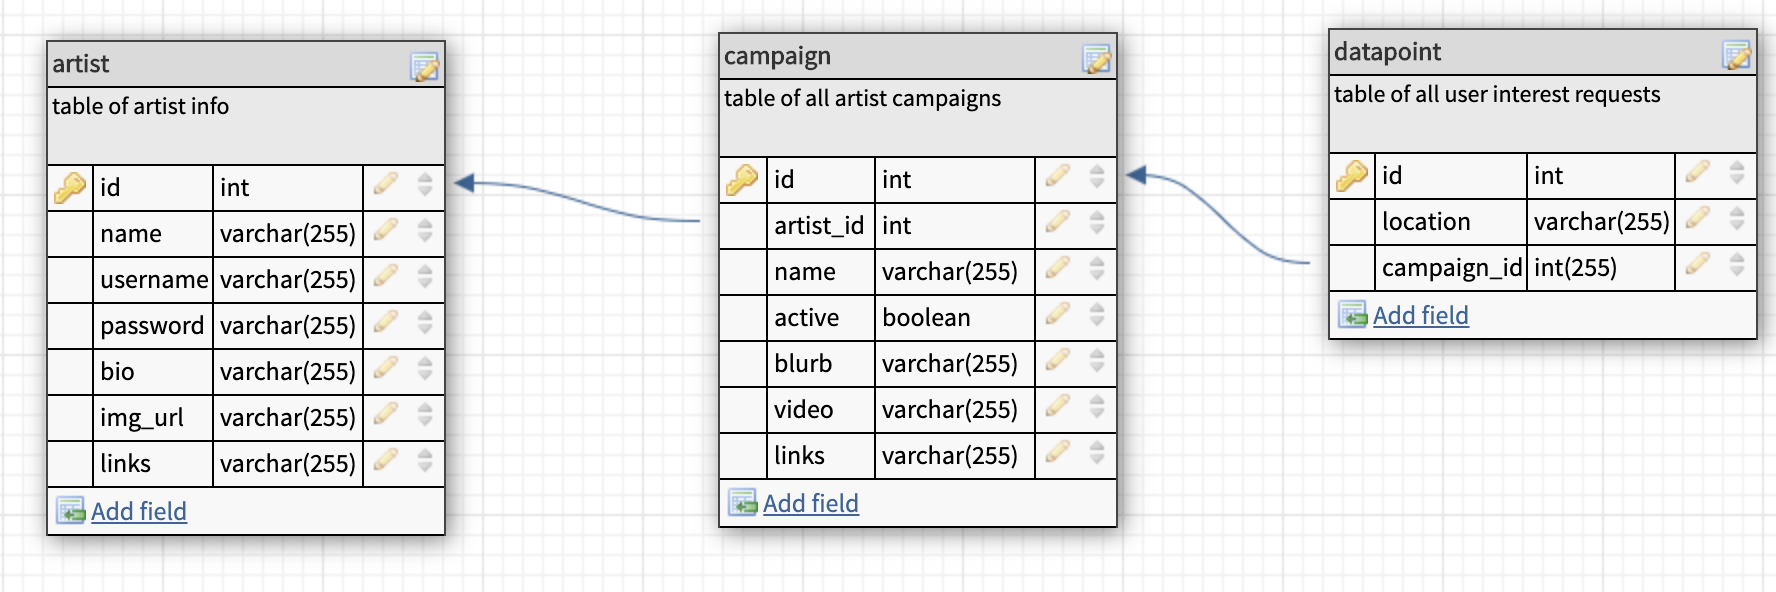 artist
table of artist info
id int
name varchar(255)
username varchar(255)
password varchar(255)
bio varchar(255)
img_url varchar(255)
links varchar(255)
Add field
campaign
table of all artist campaigns
id int
artist_id int
name varchar(255)
active boolean
blurb varchar(255)
video varchar(255)
links varchar(255)
Add field
datapoint
table of all user interest requests
id int
location varchar(255)
campaign_id int(255)
Add field